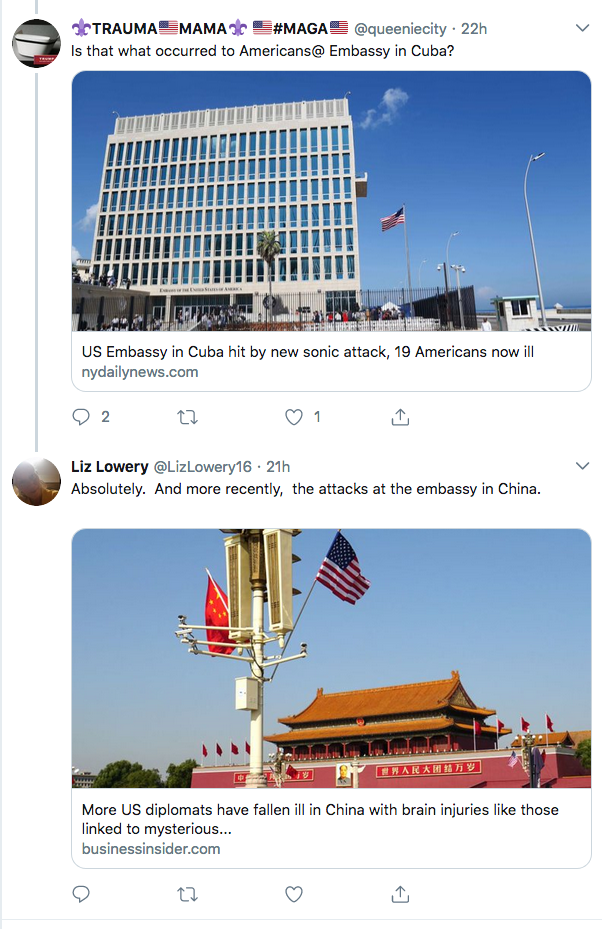 ⚜️TRAUMA🇺🇸MAMA⚜️ 🇺🇸#MAGA🇺🇸 @queeniecity · 22h
Is that what occurred to Americans@ Embassy in Cuba?
EMBASSY OF THE UNITED STATES OF AMERICA
US Embassy in Cuba hit by new sonic attack, 19 Americans now ill
nydailynews.com
2 1
Liz Lowery @LizLowery16 · 21h
Absolutely. And more recently, the attacks at the embassy in China.
世界人民大团结万岁
More US diplomats have fallen ill in China with brain injuries like those
linked to mysterious...
businessinsider.com